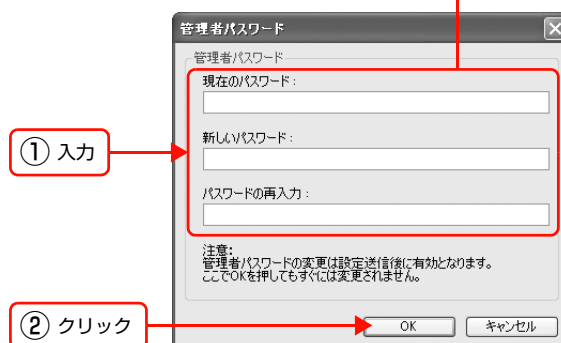 管理者パスワード
管理者パスワード
現在のパスワード：
新しいパスワード：
① 入力
パスワードの再入力：
注意：
管理者パスワードの変更は設定送信後に有効となります。
ここでOKを押してもすぐには変更されません。
② クリック
OK キャンセル